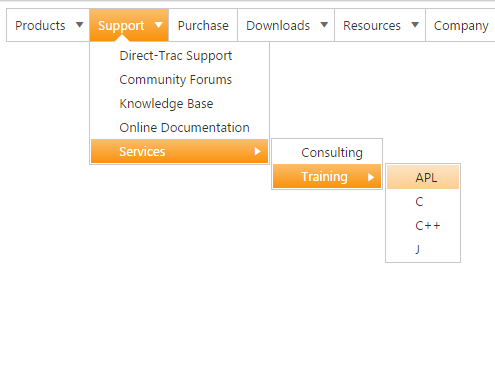 Products Support Purchase Downloads Resources Company
Direct-Trac Support
Community Forums
Knowledge Base
Online Documentation
Services
Consulting
Training
APL
C
C++
J